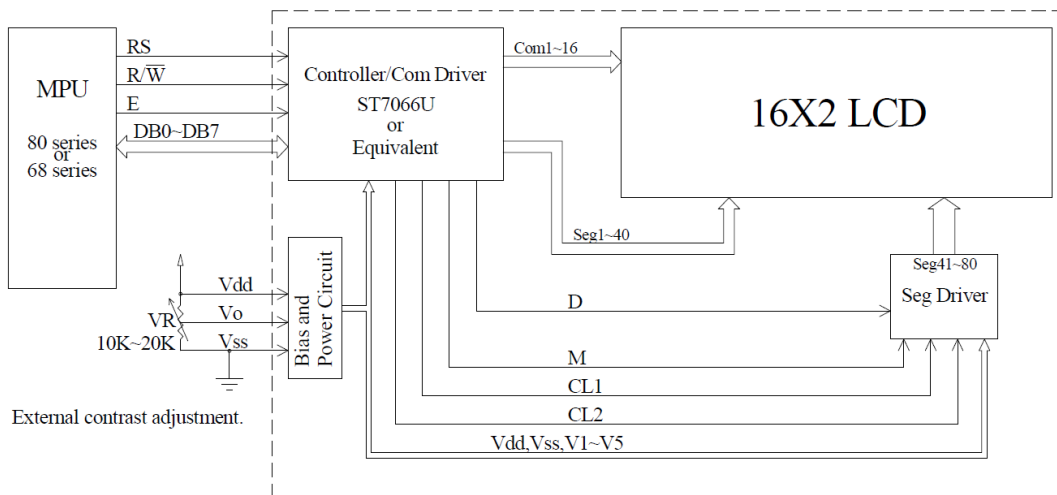 MPU
80 series
or
68 series
RS
R/W̅
E
DB0~DB7
Controller/Com Driver
ST7066U
or
Equivalent
Com1~16
16X2 LCD
Seg1~40
Seg41~80
Seg Driver
Vdd
Vo
Vss
VR
10K~20K
Bias and
Power Circuit
D
M
CL1
CL2
Vdd,Vss,V1~V5
External contrast adjustment.